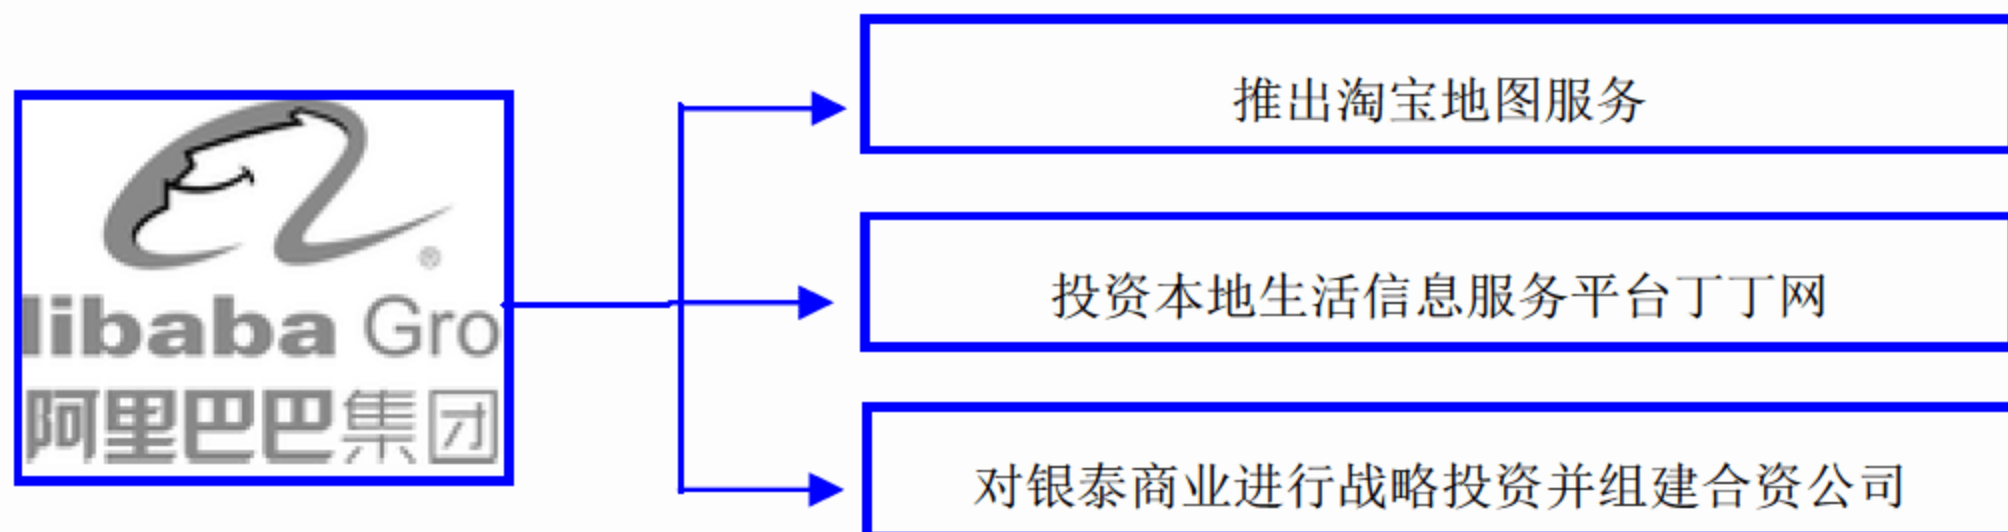 推出淘宝地图服务
投资本地生活信息服务平台丁丁网
libaba Gro
阿里巴巴集团
对银泰商业进行战略投资并组建合资公司